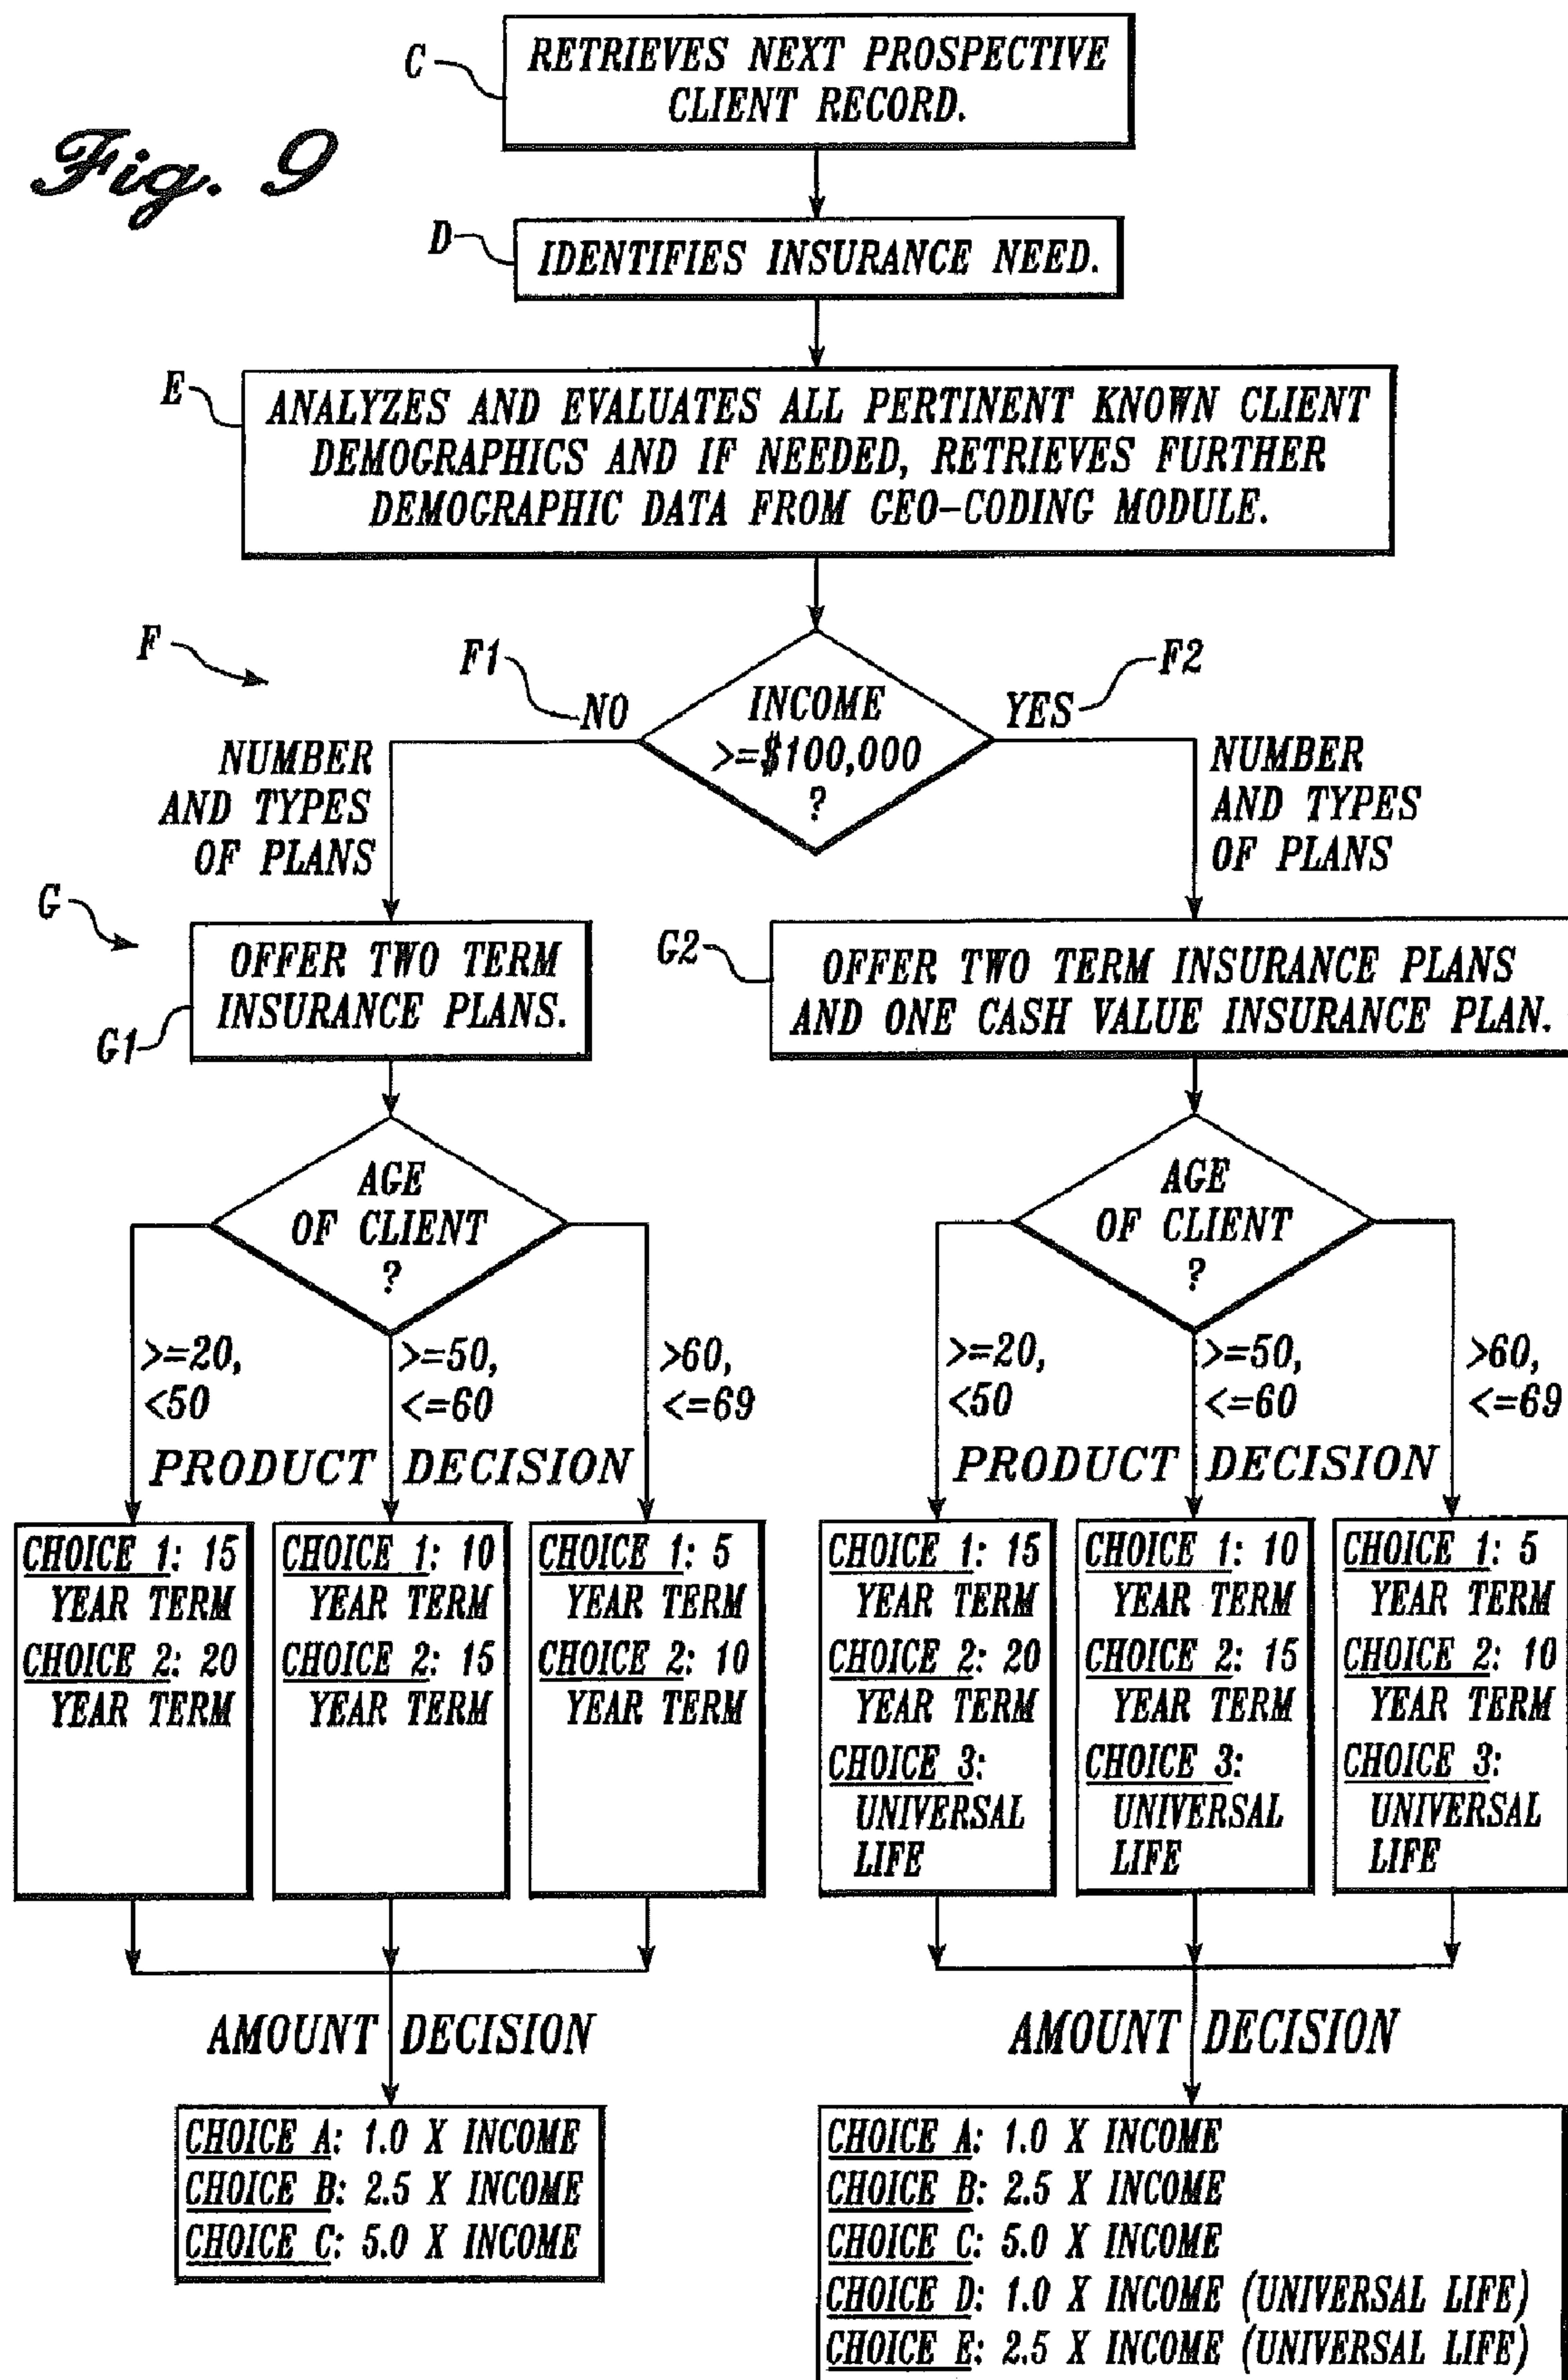 Fig. 9
C
RETRIEVES NEXT PROSPECTIVE
CLIENT RECORD.
D
IDENTIFIES INSURANCE NEED.
E
ANALYZES AND EVALUATES ALL PERTINENT KNOWN CLIENT
DEMOGRAPHICS AND IF NEEDED, RETRIEVES FURTHER
DEMOGRAPHIC DATA FROM GEO-CODING MODULE.
F
F1
NO
INCOME
>=$100,000
?
YES
F2
NUMBER
AND TYPES
OF PLANS
NUMBER
AND TYPES
OF PLANS
G
G1
OFFER TWO TERM
INSURANCE PLANS.
G2
OFFER TWO TERM INSURANCE PLANS
AND ONE CASH VALUE INSURANCE PLAN.
AGE
OF CLIENT
?
>=20,
<50
>=50,
<=60
>60,
<=69
PRODUCT DECISION
CHOICE 1: 15
YEAR TERM
CHOICE 2: 20
YEAR TERM
CHOICE 1: 10
YEAR TERM
CHOICE 2: 15
YEAR TERM
CHOICE 1: 5
YEAR TERM
CHOICE 2: 10
YEAR TERM
AMOUNT DECISION
CHOICE A: 1.0 X INCOME
CHOICE B: 2.5 X INCOME
CHOICE C: 5.0 X INCOME
AGE
OF CLIENT
?
>=20,
<50
>=50,
<=60
>60,
<=69
PRODUCT DECISION
CHOICE 1: 15
YEAR TERM
CHOICE 2: 20
YEAR TERM
CHOICE 3:
UNIVERSAL
LIFE
CHOICE 1: 10
YEAR TERM
CHOICE 2: 15
YEAR TERM
CHOICE 3:
UNIVERSAL
LIFE
CHOICE 1: 5
YEAR TERM
CHOICE 2: 10
YEAR TERM
CHOICE 3:
UNIVERSAL
LIFE
AMOUNT DECISION
CHOICE A: 1.0 X INCOME
CHOICE B: 2.5 X INCOME
CHOICE C: 5.0 X INCOME
CHOICE D: 1.0 X INCOME (UNIVERSAL LIFE)
CHOICE E: 2.5 X INCOME (UNIVERSAL LIFE)